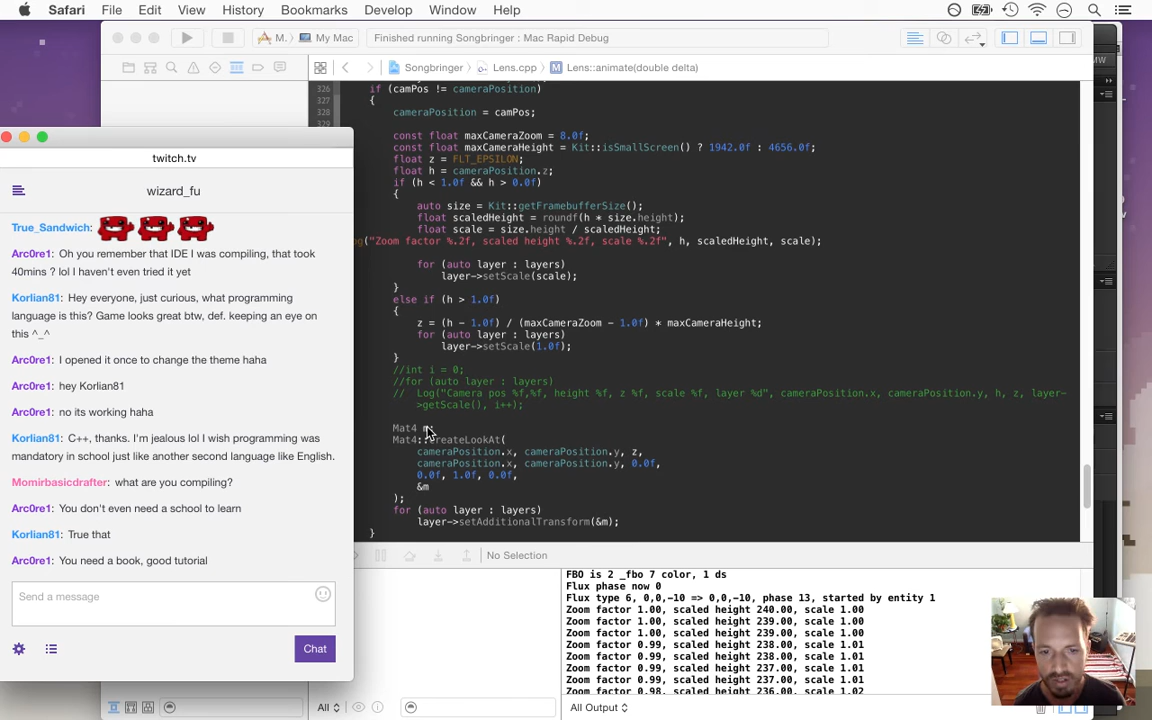 Safari File Edit View History Bookmarks Develop Window Help
M. My Mac Finished running Songbringer : Mac Rapid Debug
Songbringer Lens.cpp M Lens::animate(double delta)
326 if (camPos != cameraPosition)
327 {
328 cameraPosition = camPos;
329
const float maxCameraZoom = 8.0f;
const float maxCameraHeight = Kit::isSmallScreen() ? 1942.0f : 4656.0f;
float z = FLT_EPSILON;
float h = cameraPosition.z;
if (h < 1.0f && h > 0.0f)
{
auto size = Kit::getFramebufferSize();
float scaledHeight = roundf(h * size.height);
float scale = size.height / scaledHeight;
og("Zoom factor %.2f, scaled height %.2f, scale %.2f", h, scaledHeight, scale);
for (auto layer : layers)
layer->setScale(scale);
}
else if (h > 1.0f)
{
z = (h - 1.0f) / (maxCameraZoom - 1.0f) * maxCameraHeight;
for (auto layer : layers)
layer->setScale(1.0f);
}
//int i = 0;
//for (auto layer : layers)
// Log("Camera pos %f,%f, height %f, z %f, scale %f, layer %d", cameraPosition.x, cameraPosition.y, h, z, layer-
>getScale(), i++);
Mat4 m;
Mat4::createLookAt(
cameraPosition.x, cameraPosition.y, z,
cameraPosition.x, cameraPosition.y, 0.0f,
0.0f, 1.0f, 0.0f,
&m
);
for (auto layer : layers)
layer->setAdditionalTransform(&m);
}
No Selection
FBO is 2 _fbo 7 color, 1 ds
Flux phase now 0
Flux type 6, 0,0,-10 => 0,0,-10, phase 13, started by entity 1
Zoom factor 1.00, scaled height 240.00, scale 1.00
Zoom factor 1.00, scaled height 239.00, scale 1.00
Zoom factor 1.00, scaled height 239.00, scale 1.00
Zoom factor 0.99, scaled height 238.00, scale 1.01
Zoom factor 0.99, scaled height 238.00, scale 1.01
Zoom factor 0.99, scaled height 237.00, scale 1.01
Zoom factor 0.99, scaled height 237.00, scale 1.01
Zoom factor 0.98, scaled height 236.00, scale 1.02
All All Output
twitch.tv
wizard_fu
True_Sandwich:
Arc0re1: Oh you remember that IDE I was compiling, that took
40mins ? lol I haven't even tried it yet
Korlian81: Hey everyone, just curious, what programming
language is this? Game looks great btw, def. keeping an eye on
this ^_^
Arc0re1: I opened it once to change the theme haha
Arc0re1: hey Korlian81
Arc0re1: no its working haha
Korlian81: C++, thanks. I'm jealous lol I wish programming was
mandatory in school just like another second language like English.
Momirbasicdrafter: what are you compiling?
Arc0re1: You don't even need a school to learn
Korlian81: True that
Arc0re1: You need a book, good tutorial
Send a message
Chat
MW